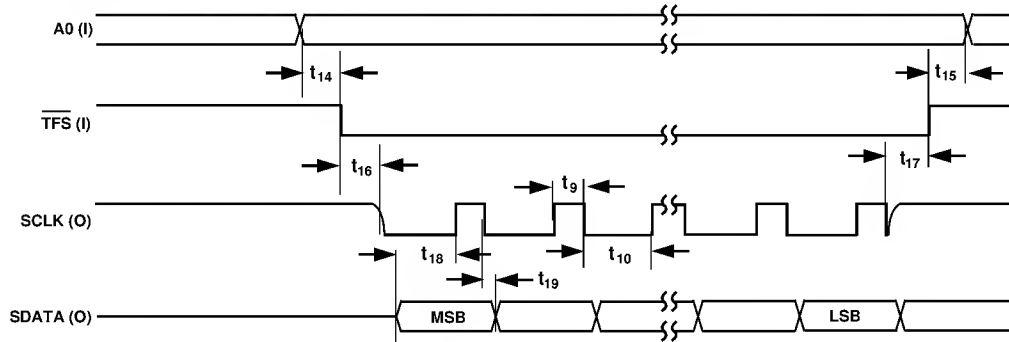 A0 (I)
t14
t15
TFS (I)
t16
t9
t17
SCLK (O)
t18
t10
t19
SDATA (O)
MSB
LSB